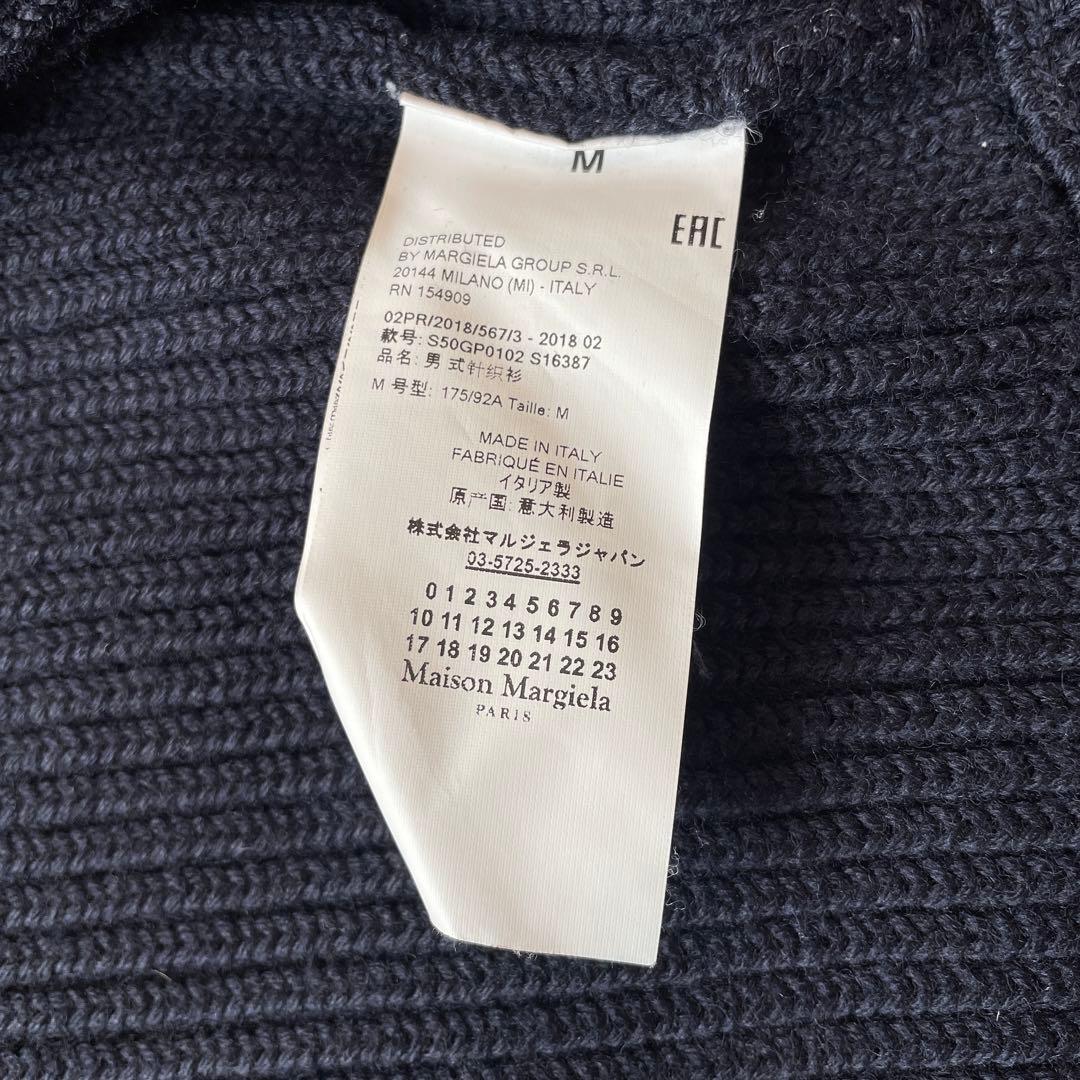 M
EAC
DISTRIBUTED
BY MARGIELA GROUP S.R.L.
20144 MILANO (MI) - ITALY
RN 154909
02PR/2018/567/3 - 2018 02
款号: S50GP0102 S16387
品名: 男 式针织衫
M 号型: 175/92A Taille: M
MADE IN ITALY
FABRIQUÉ EN ITALIE
イタリア製
原产国: 意大利製造
株式会社マルジェラジャパン
03-5725-2333
0 1 2 3 4 5 6 7 8 9
10 11 12 13 14 15 16
17 18 19 20 21 22 23
Maison Margiela
PARIS